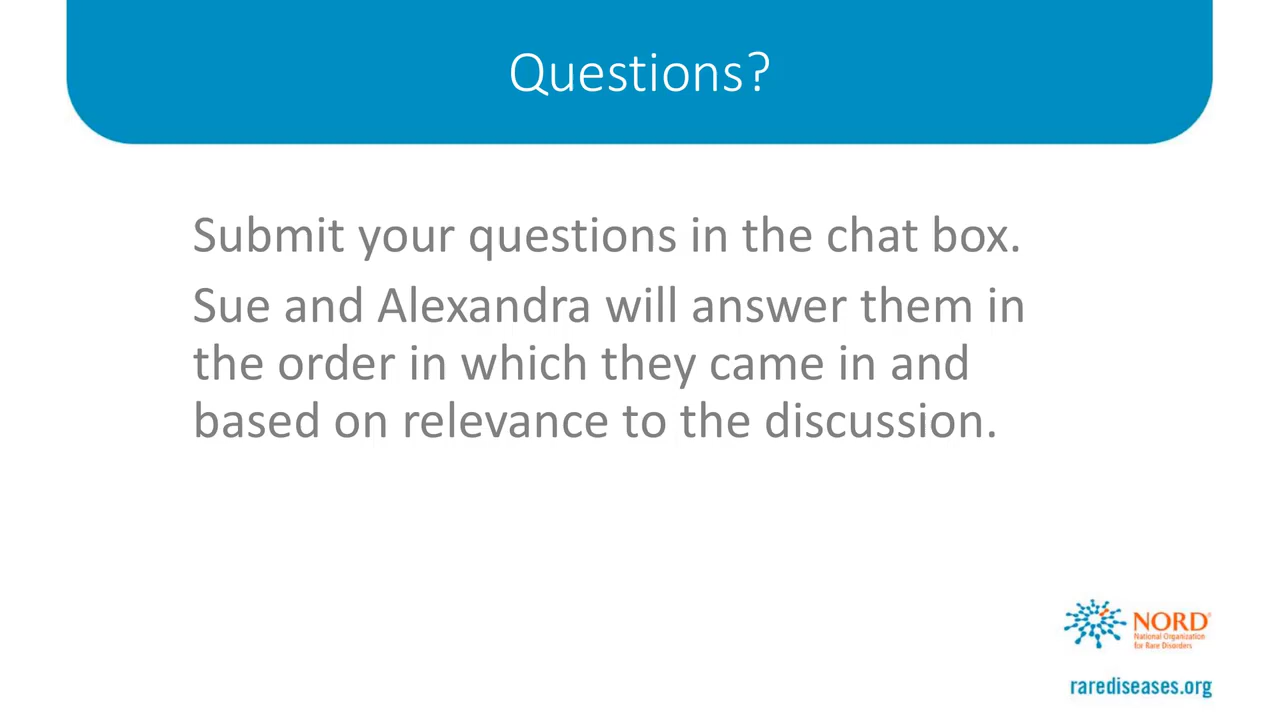 Questions?
Submit your questions in the chat box.
Sue and Alexandra will answer them in
the order in which they came in and
based on relevance to the discussion.
NORD®
National Organization
for Rare Disorders
rarediseases.org